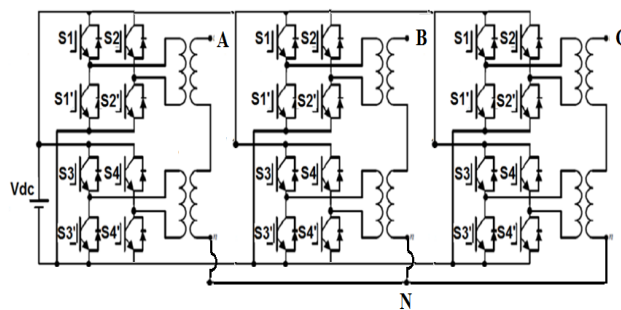 S1 S2 A S1 S2 B S1 S2 C
S1' S2' S1' S2' S1' S2'
Vdc
S3 S4 S3 S4 S3 S4
S3' S4' n S3' S4' n S3' S4' n
N